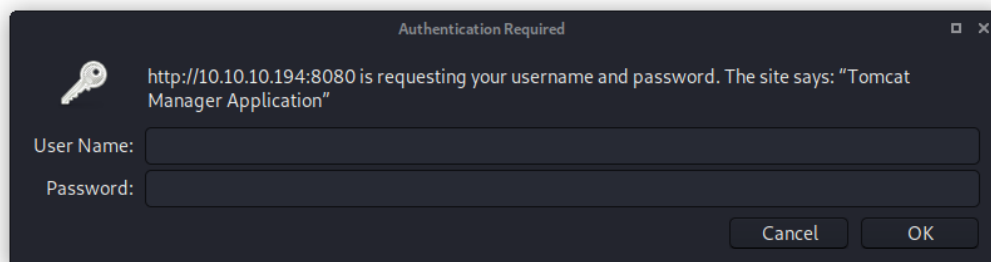 Authentication Required
http://10.10.10.194:8080 is requesting your username and password. The site says: “Tomcat
Manager Application”
User Name:
Password:
Cancel OK